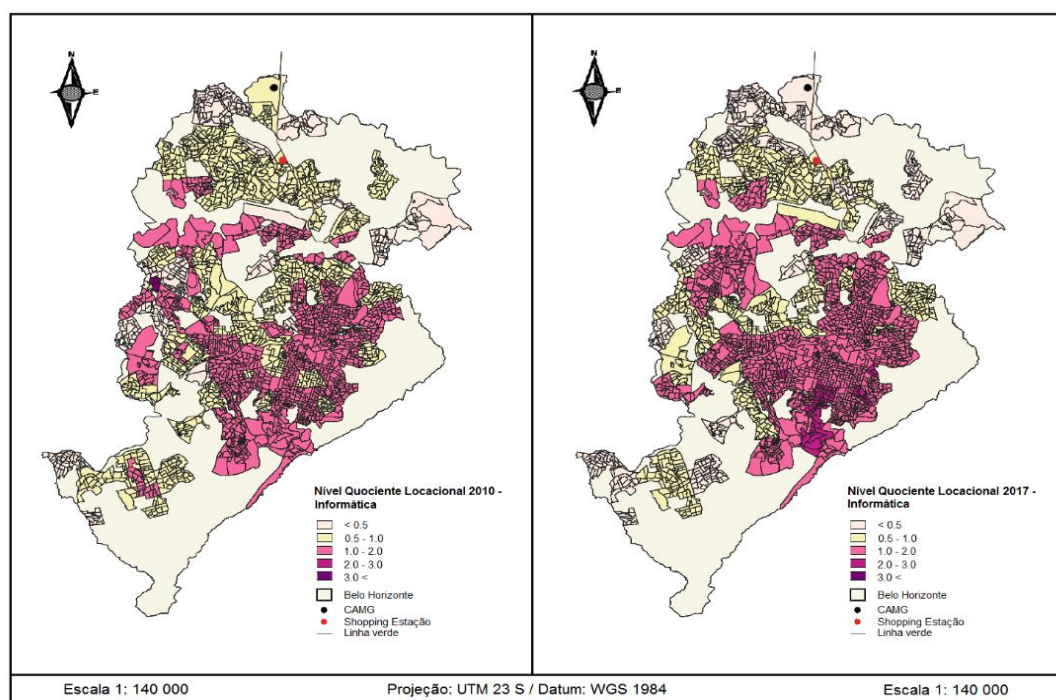 N
E
Nível Quociente Locacional 2010 -
Informática
< 0.5
0.5 - 1.0
1.0 - 2.0
2.0 - 3.0
3.0 <
Belo Horizonte
CAMG
Shopping Estação
Linha verde
N
E
Nível Quociente Locacional 2017 -
Informática
< 0.5
0.5 - 1.0
1.0 - 2.0
2.0 - 3.0
3.0 <
Belo Horizonte
CAMG
Shopping Estação
Linha verde
Escala 1: 140 000 Projeção: UTM 23 S / Datum: WGS 1984 Escala 1: 140 000